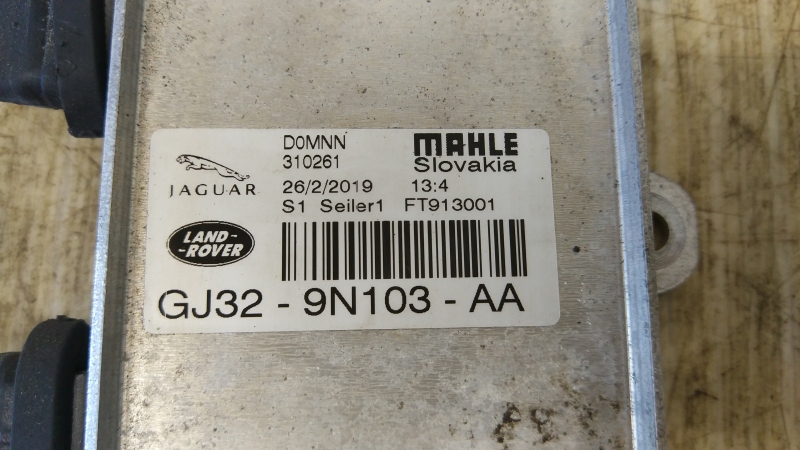 D0MNN MAHLE
310261 Slovakia
JAGUAR 26/2/2019 13:4
S1 Seiler1 FT913001
LAND-
-ROVER
GJ32 - 9N103 - AA